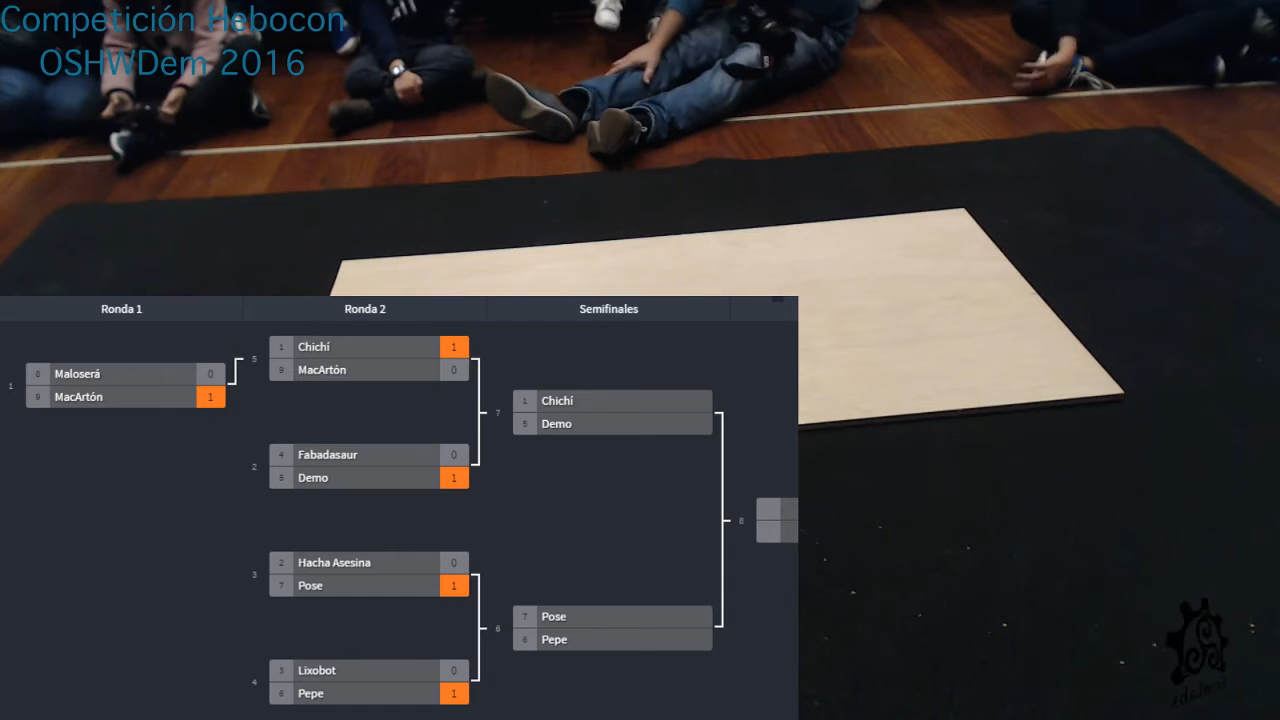 Competición Hebocon
OSHWDem 2016
Ronda 1
Ronda 2
Semifinales
1
8 Maloserá 0
9 MacArtón 1
5
1 Chichí 1
9 MacArtón 0
2
4 Fabadasaur 0
5 Demo 1
3
2 Hacha Asesina 0
7 Pose 1
4
3 Lixobot 0
6 Pepe 1
7
1 Chichí
5 Demo
6
7 Pose
6 Pepe
8